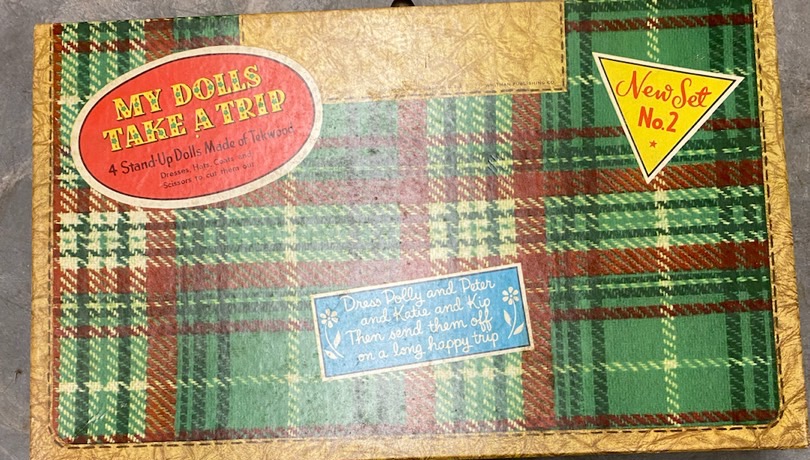 MY DOLLS
TAKE A TRIP
4 Stand-Up Dolls Made of Tekwood
Dresses, Hats, Coats and
Scissors to cut them out
PUBLISHING CO.
New Set
No.2
Dress Polly and Peter
and Katie and Kip
Then send them off
on a long happy trip